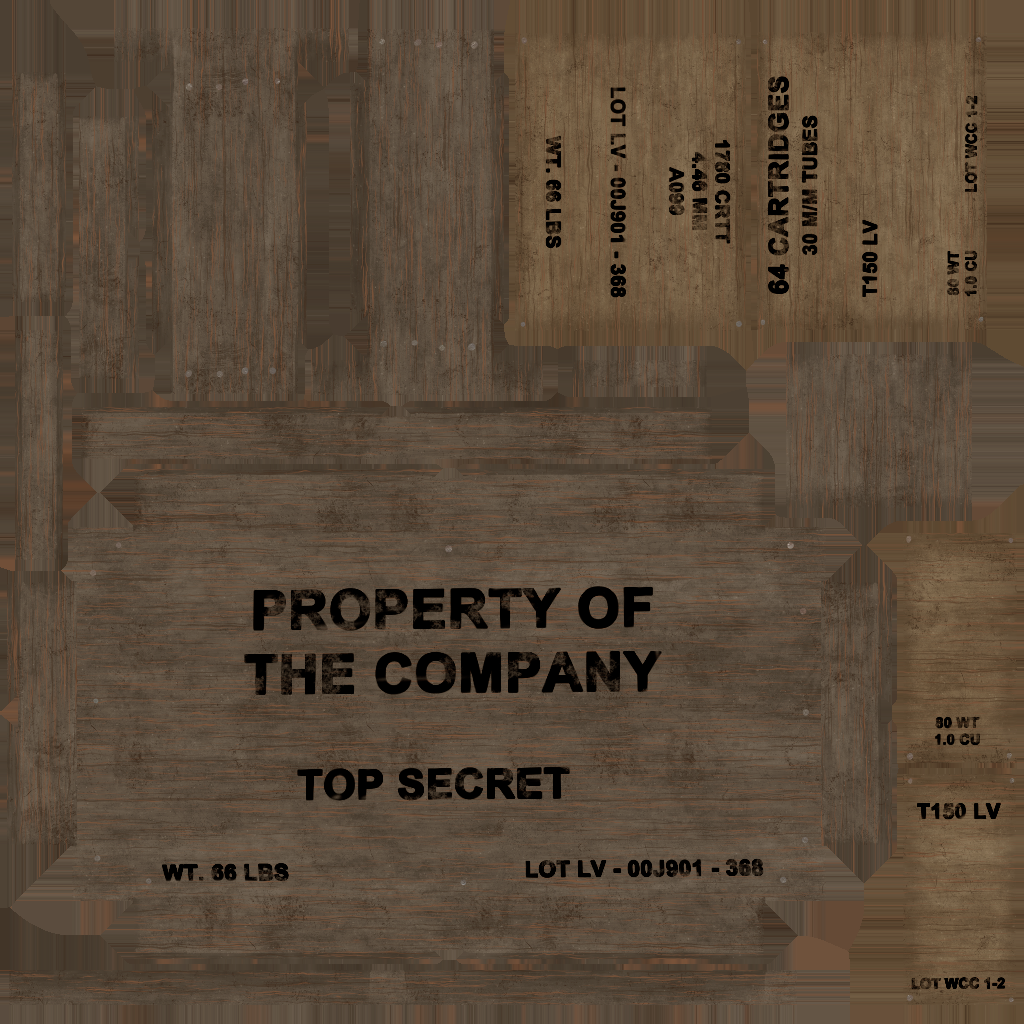 WT. 66 LBS
LOT LV - 00J901 - 368
1760 CRTT
4.46 MM
A099
64 CARTRIDGES
30 M/M TUBES
T150 LV
80 WT
1.0 CU
LOT WCC 1-2
PROPERTY OF
THE COMPANY
TOP SECRET
WT. 66 LBS
LOT LV - 00J901 - 368
80 WT
1.0 CU
T150 LV
LOT WCC 1-2